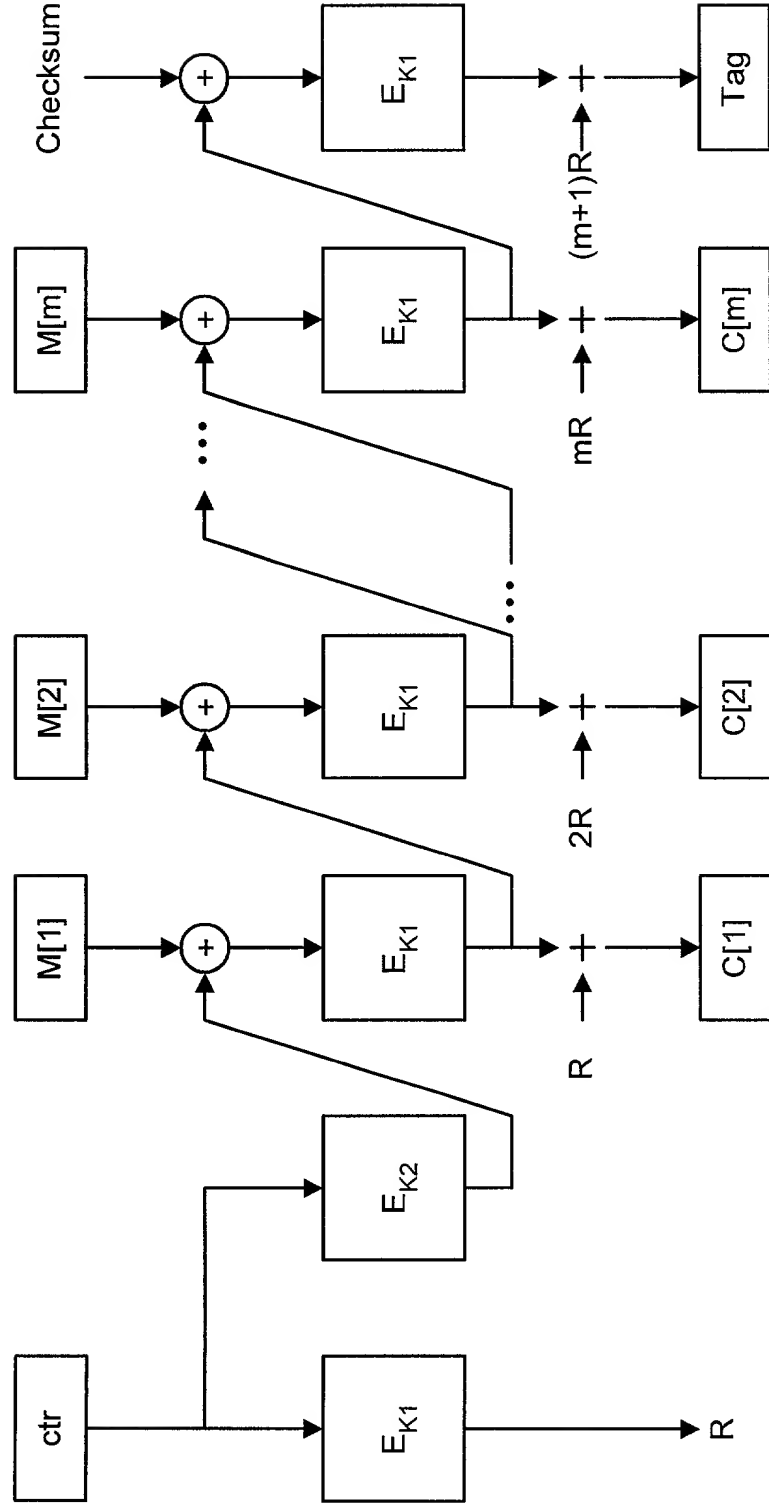 ctr
M[1]
M[2]
M[m]
Checksum
+
+
...
+
+
E_K1
E_K2
E_K1
E_K1
E_K1
E_K1
...
R
+
2R
+
mR
+
(m+1)R
+
R
C[1]
C[2]
C[m]
Tag